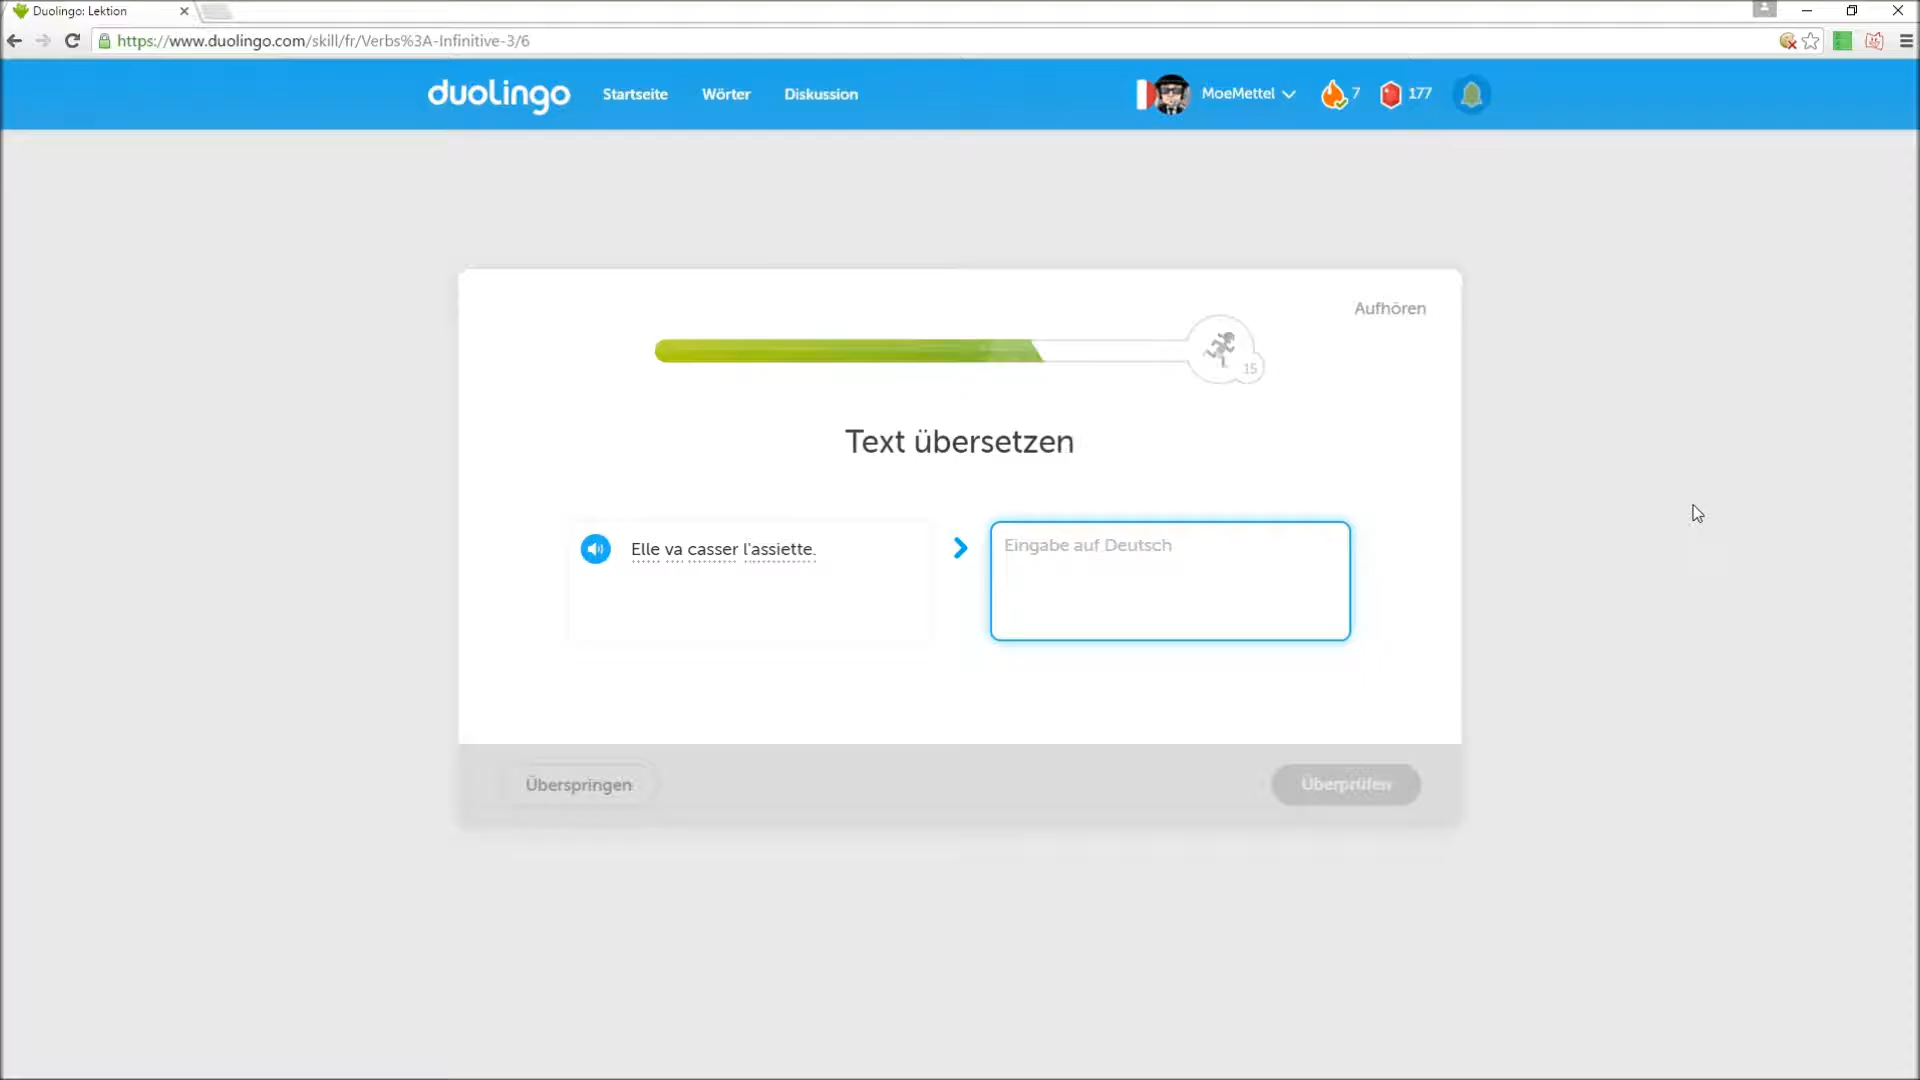 Duolingo: Lektion
https://www.duolingo.com/skill/fr/Verbs%3A-Infinitive-3/6
duolingo Startseite Wörter Diskussion MoeMettel 7 177
Aufhören
15
Text übersetzen
Elle va casser l'assiette.
Eingabe auf Deutsch
Überspringen Überprüfen